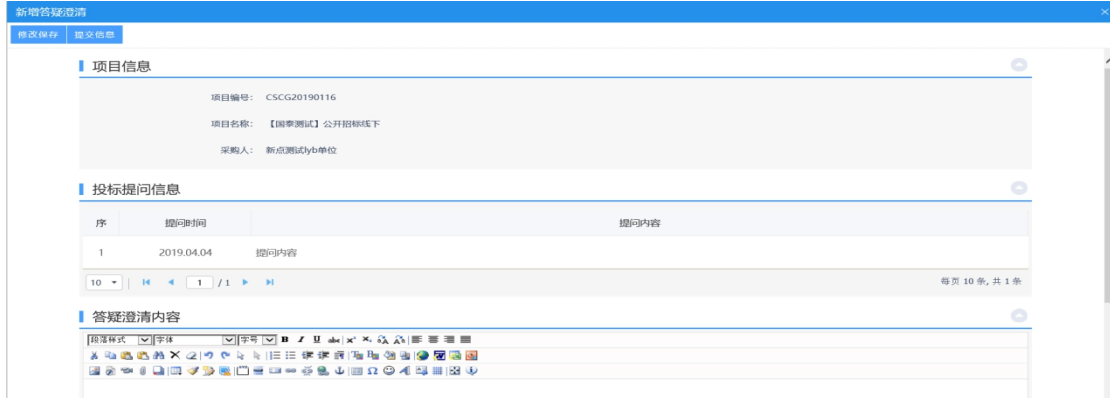 新增答疑澄清
修改保存 提交信息
项目信息
项目编号： CSCG20190116
项目名称： 【国泰测试】公开招标线下
采购人： 新点测试lyb单位
投标提问信息
序 提问时间 提问内容
1 2019.04.04 提问内容
10 1 / 1 每页 10 条, 共 1 条
答疑澄清内容
段落样式 字体 字号 B I U abc x² x₂